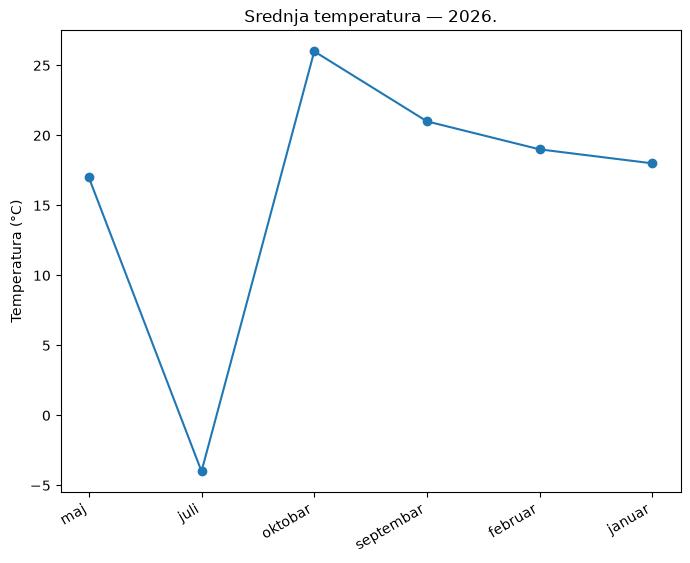 Srednja temperatura — 2026.
Temperatura (°C)
25
20
15
10
5
0
−5
maj
juli
oktobar
septembar
februar
januar